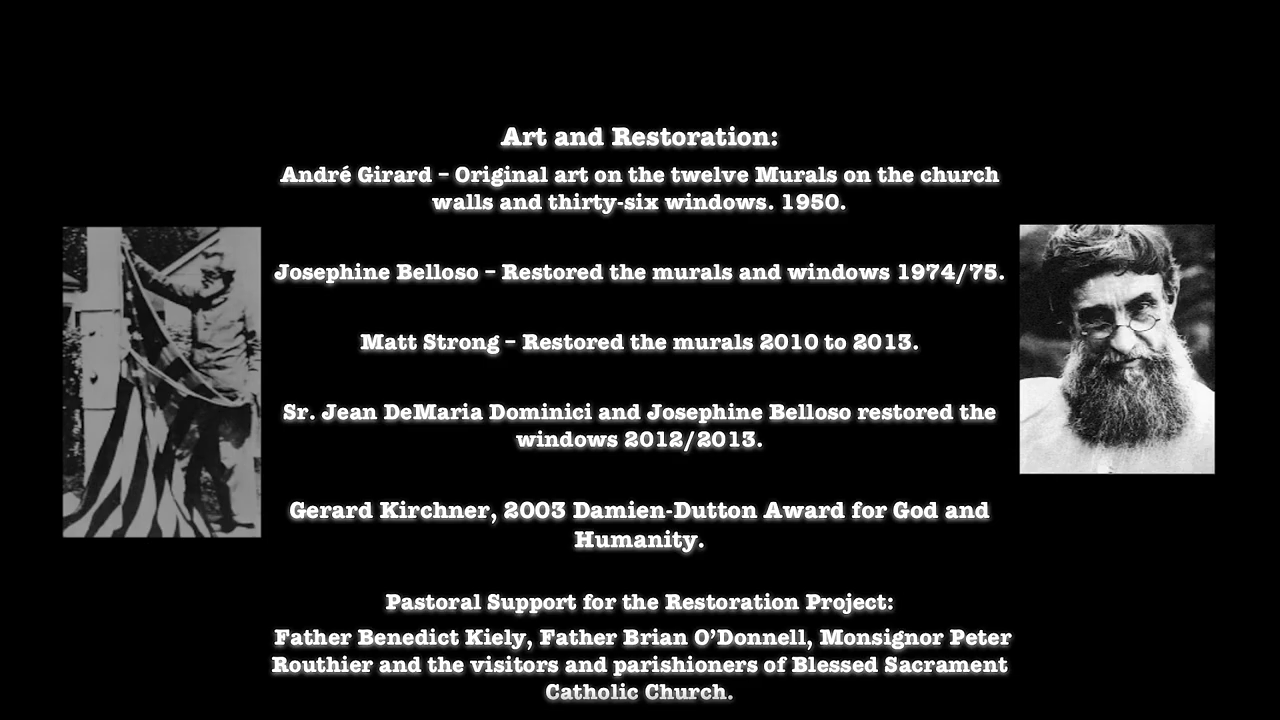 Art and Restoration:
André Girard – Original art on the twelve Murals on the church
walls and thirty-six windows. 1950.
Josephine Belloso – Restored the murals and windows 1974/75.
Matt Strong – Restored the murals 2010 to 2013.
Sr. Jean DeMaria Dominici and Josephine Belloso restored the
windows 2012/2013.
Gerard Kirchner, 2003 Damien-Dutton Award for God and
Humanity.
Pastoral Support for the Restoration Project:
Father Benedict Kiely, Father Brian O’Donnell, Monsignor Peter
Routhier and the visitors and parishioners of Blessed Sacrament
Catholic Church.